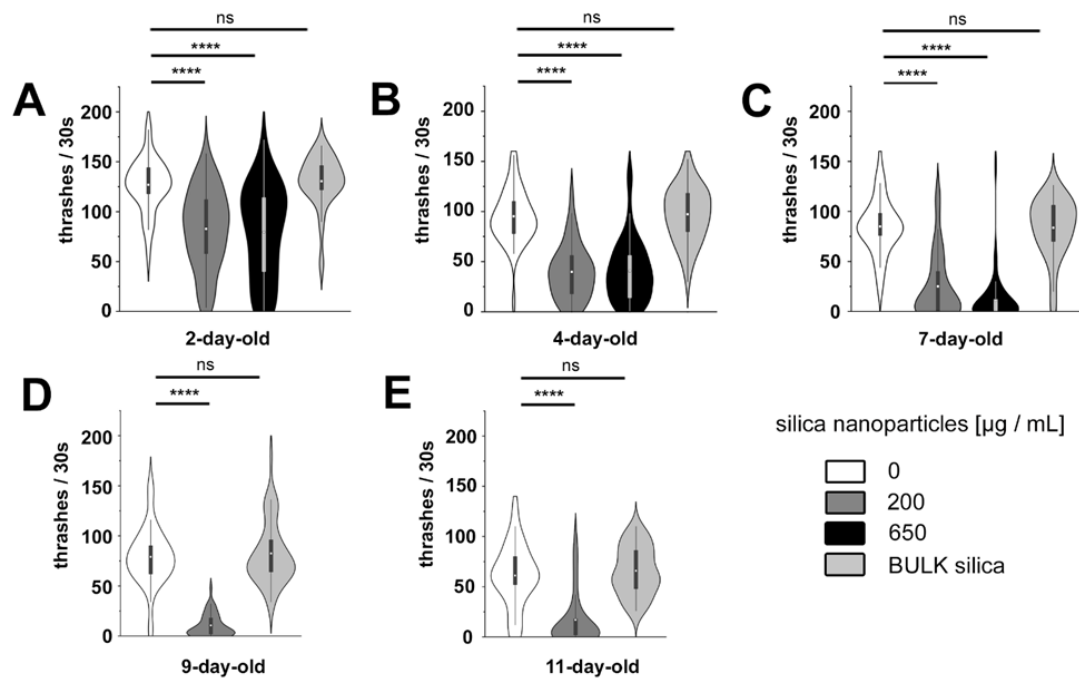 ns
****
****
A
thrashes / 30s
200
150
100
50
0
2-day-old
ns
****
****
B
thrashes / 30s
200
150
100
50
0
4-day-old
ns
****
****
C
thrashes / 30s
200
150
100
50
0
7-day-old
ns
****
D
thrashes / 30s
200
150
100
50
0
9-day-old
ns
****
E
thrashes / 30s
200
150
100
50
0
11-day-old
silica nanoparticles [µg / mL]
0
200
650
BULK silica